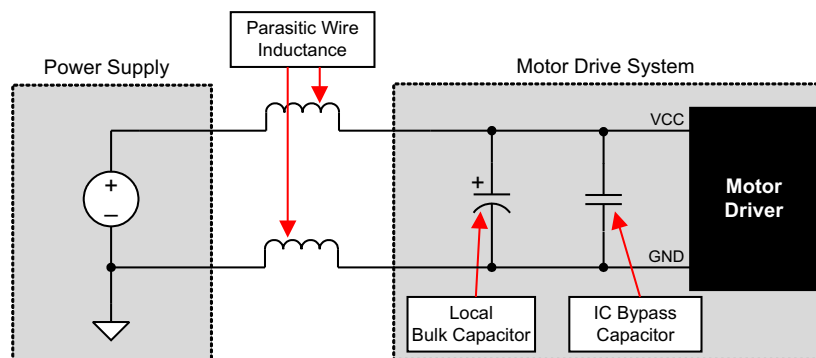 Parasitic Wire
Inductance
Power Supply
Motor Drive System
VCC
+
–
+
Motor
Driver
GND
Local
Bulk Capacitor
IC Bypass
Capacitor